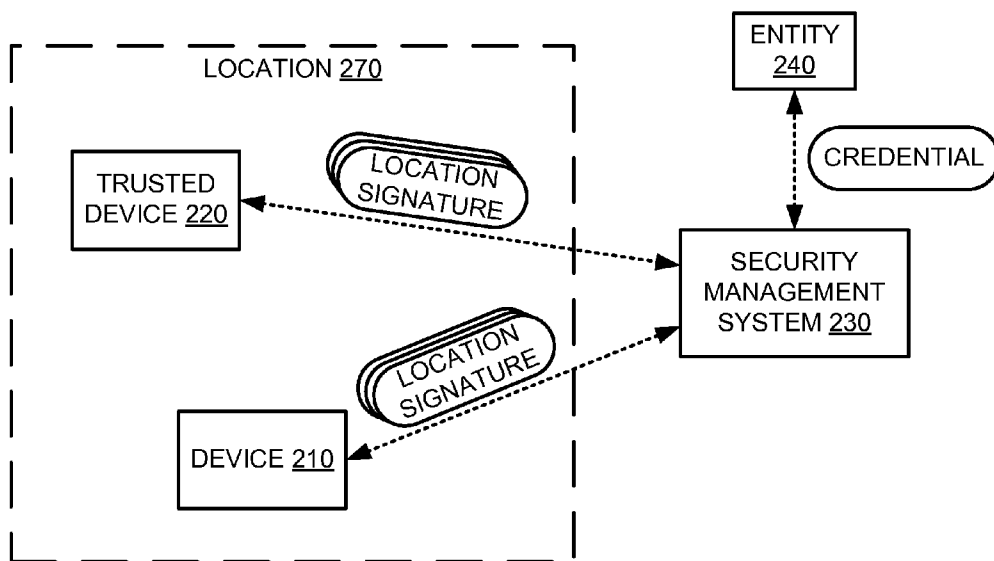 LOCATION 270
ENTITY
240
TRUSTED
DEVICE 220
LOCATION
SIGNATURE
CREDENTIAL
SECURITY
MANAGEMENT
SYSTEM 230
LOCATION
SIGNATURE
DEVICE 210